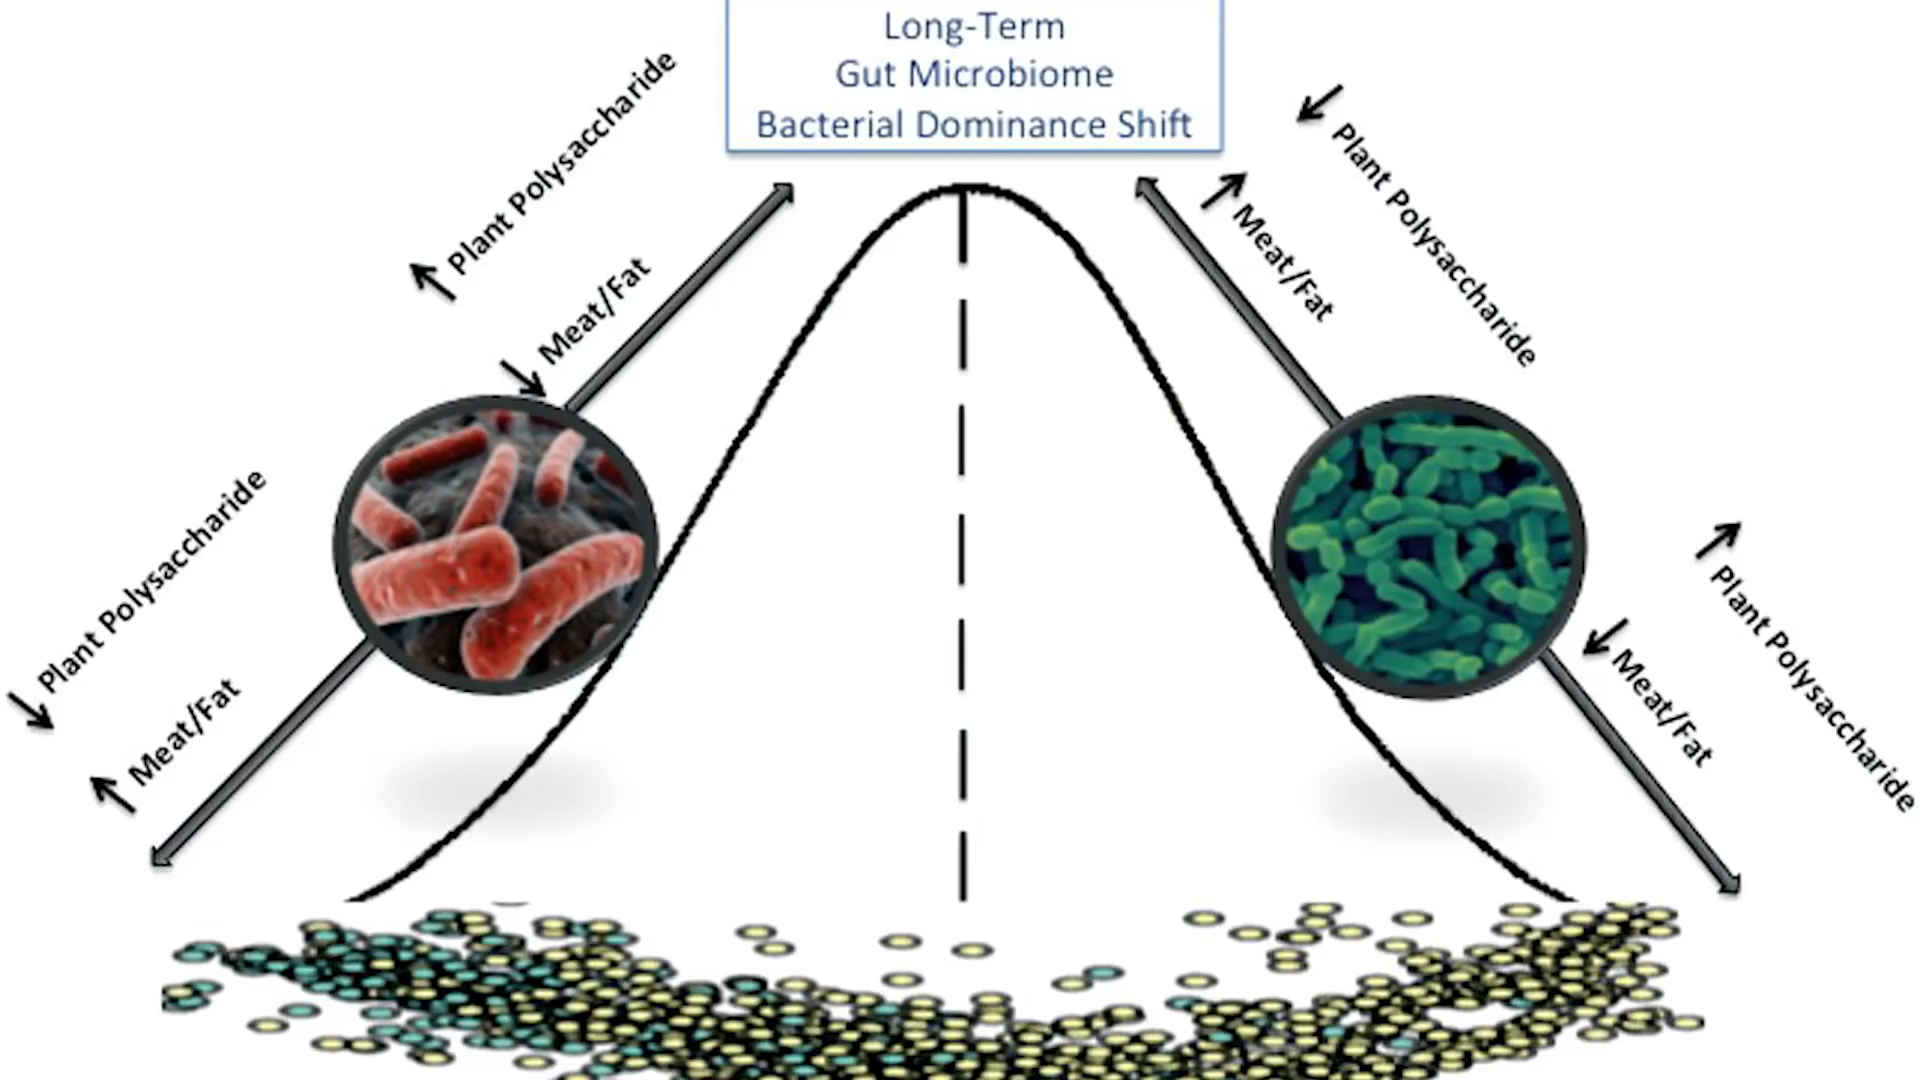 Long-Term
Gut Microbiome
Bacterial Dominance Shift
Plant Polysaccharide
Meat/Fat
Plant Polysaccharide
Meat/Fat
Plant Polysaccharide
Meat/Fat
Plant Polysaccharide
Meat/Fat